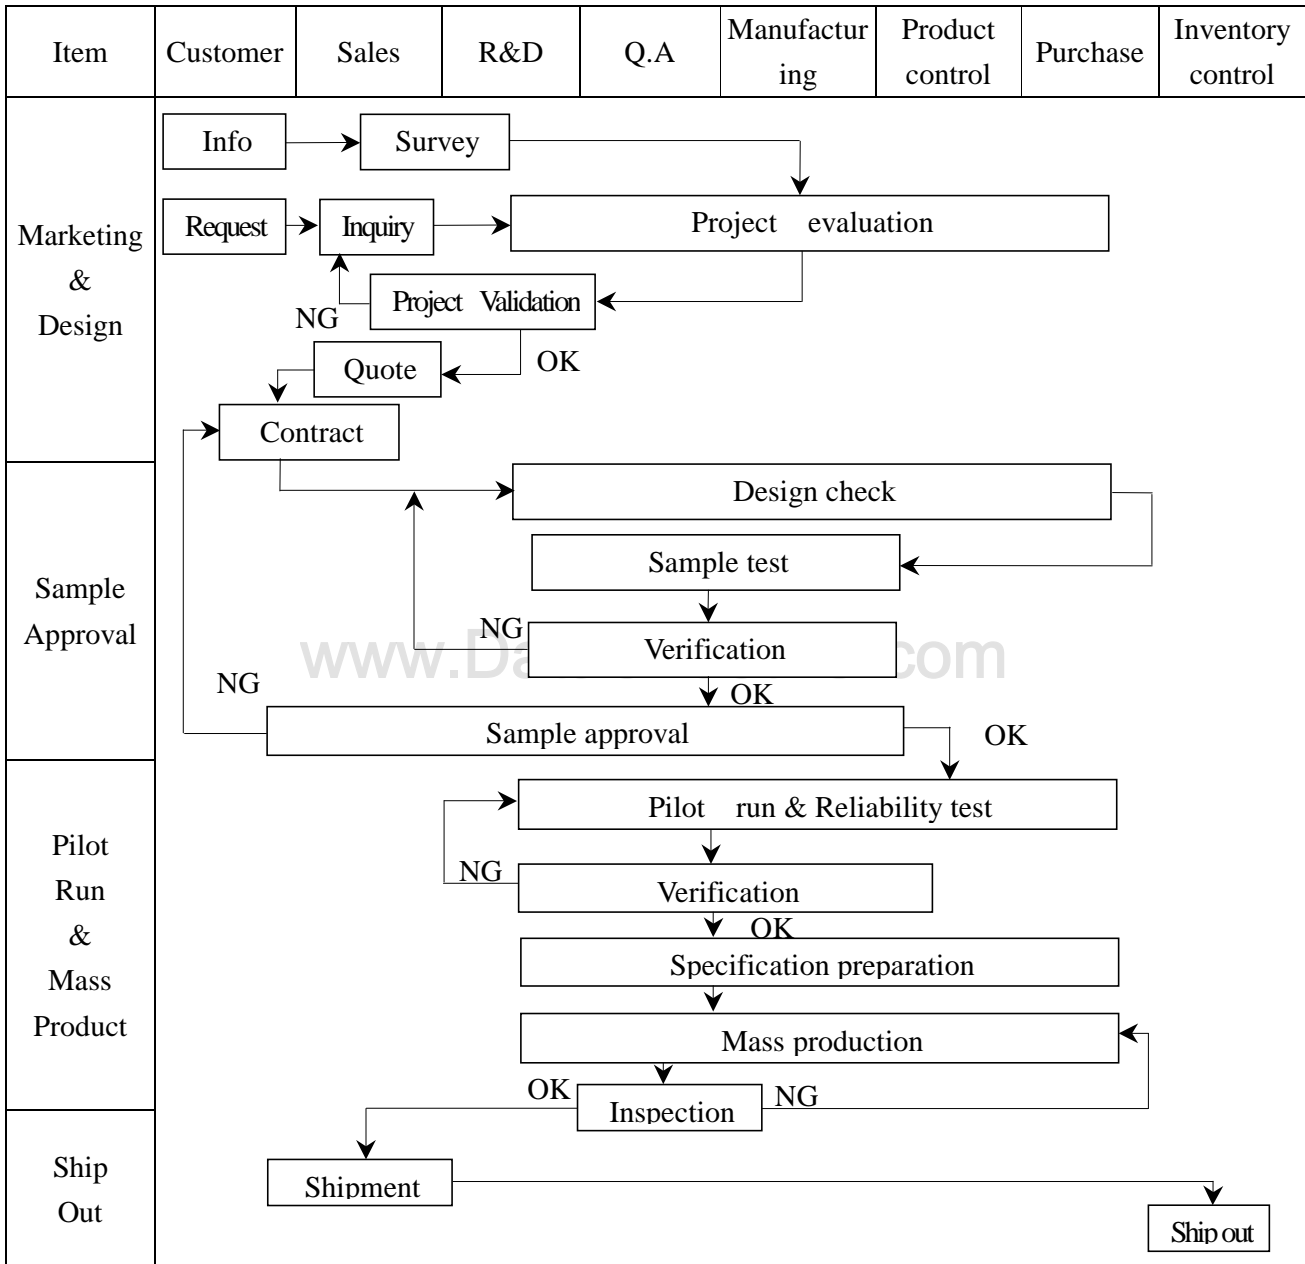 Item Customer Sales R&D Q.A Manufactur Product Purchase Inventory
ing control control
Info Survey
Request Inquiry Project evaluation
Marketing
&
Design
Project Validation
NG
Quote OK
Contract
Design check
Sample test
Sample
Approval
NG Verification
www.Da com
NG OK
Sample approval OK
Pilot run & Reliability test
Pilot
Run
&
Mass
Product
NG Verification
OK
Specification preparation
Mass production
OK Inspection NG
Ship
Out
Shipment
Ship out